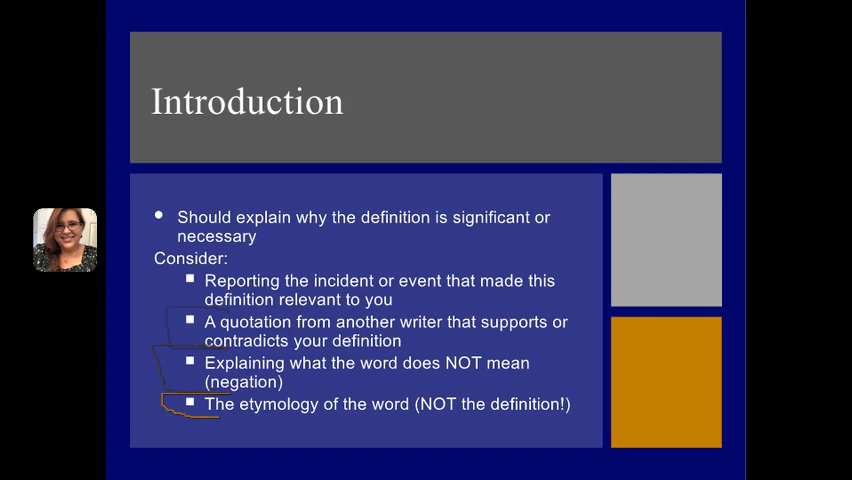 Introduction
Should explain why the definition is significant or
necessary
Consider:
Reporting the incident or event that made this
definition relevant to you
A quotation from another writer that supports or
contradicts your definition
Explaining what the word does NOT mean
(negation)
The etymology of the word (NOT the definition!)